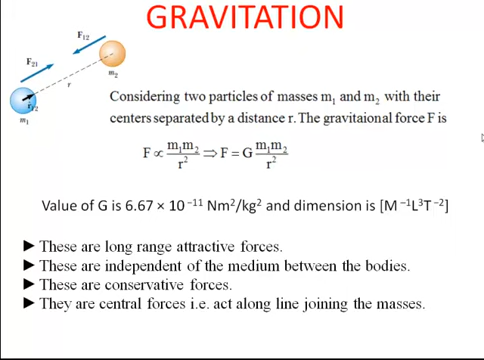 GRAVITATION
F₁₂
F₂₁
m₂
r
r̂₁₂
m₁
Considering two particles of masses m₁ and m₂ with their
centers separated by a distance r. The gravitaional force F is
F ∝ m₁m₂/r² ⇒ F = G m₁m₂/r²
Value of G is 6.67 × 10⁻¹¹ Nm²/kg² and dimension is [M⁻¹L³T⁻²]
► These are long range attractive forces.
► These are independent of the medium between the bodies.
► These are conservative forces.
► They are central forces i.e. act along line joining the masses.